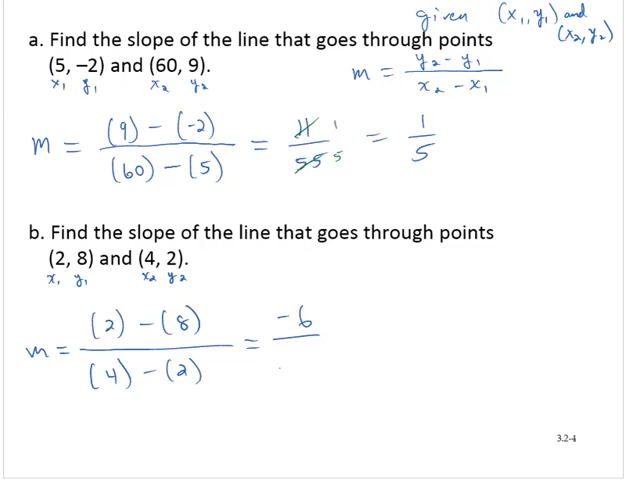 given (x₁, y₁) and
(x₂, y₂)
a. Find the slope of the line that goes through points
(5, –2) and (60, 9).
x₁ y₁ x₂ y₂
m = (y₂ - y₁)/(x₂ - x₁)
m = ((9) - (-2))/((60) - (5)) = 11 1/55 5 = 1/5
b. Find the slope of the line that goes through points
(2, 8) and (4, 2).
x₁ y₁ x₂ y₂
m = ((2) - (8))/((4) - (2)) = -6/
3.2-4